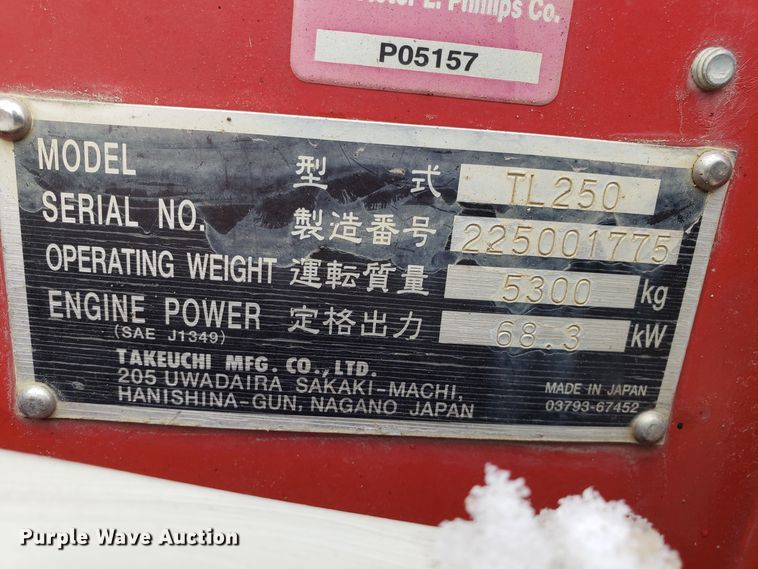 Phillips Co.
P05157
MODEL 型式 TL250
SERIAL NO. 製造番号 225001775
OPERATING WEIGHT 運転質量 5300 kg
ENGINE POWER 定格出力 68.3 kW
(SAE J1349)
TAKEUCHI MFG. CO., LTD.
205 UWADAIRA SAKAKI-MACHI,
HANISHINA-GUN, NAGANO JAPAN
MADE IN JAPAN
03793-67452
Purple Wave Auction